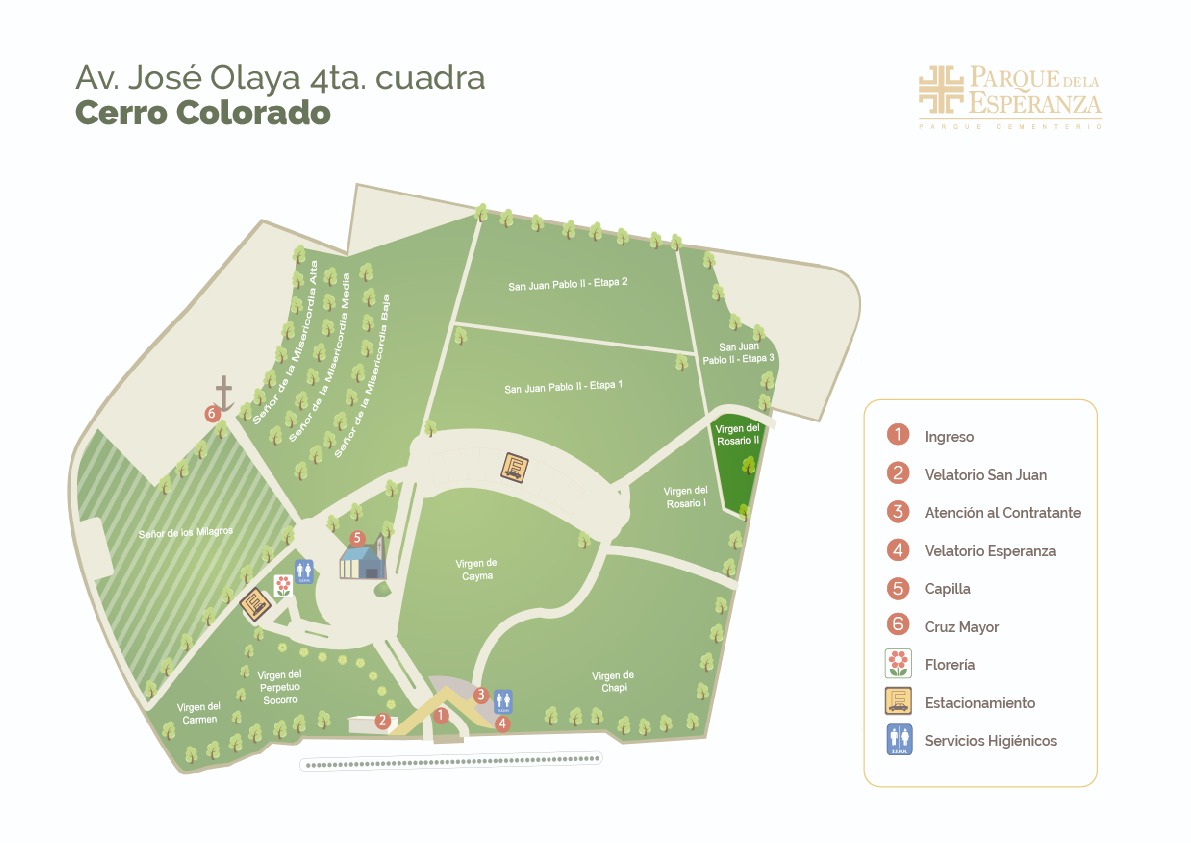 Av. José Olaya 4ta. cuadra
Cerro Colorado
PARQUE DE LA
ESPERANZA
PARQUE CEMENTERIO
San Juan Pablo II - Etapa 2
San Juan
Pablo II - Etapa 3
San Juan Pablo II - Etapa 1
Señor de la Misericordia Alta
Señor de la Misericordia Media
Señor de la Misericordia Baja
6
Virgen del
Rosario II
E
Virgen del
Rosario I
Señor de los Milagros
5
Virgen de
Cayma
S.S.H.H.
E
Virgen del
Perpetuo
Socorro
Virgen de
Chapi
Virgen del
Carmen
2
1
3
S.S.H.H.
4
1 Ingreso
2 Velatorio San Juan
3 Atención al Contratante
4 Velatorio Esperanza
5 Capilla
6 Cruz Mayor
Florería
E Estacionamiento
S.S.H.H. Servicios Higiénicos